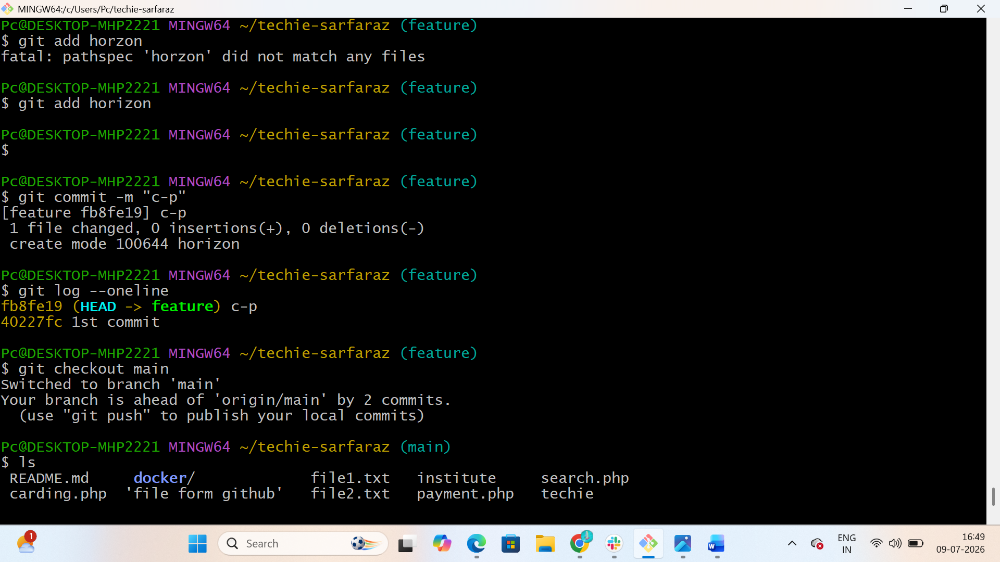 MINGW64:/c/Users/Pc/techie-sarfaraz
Pc@DESKTOP-MHP2221 MINGW64 ~/techie-sarfaraz (feature)
$ git add horzon
fatal: pathspec 'horzon' did not match any files
Pc@DESKTOP-MHP2221 MINGW64 ~/techie-sarfaraz (feature)
$ git add horizon
Pc@DESKTOP-MHP2221 MINGW64 ~/techie-sarfaraz (feature)
$
Pc@DESKTOP-MHP2221 MINGW64 ~/techie-sarfaraz (feature)
$ git commit -m "c-p"
[feature fb8fe19] c-p
 1 file changed, 0 insertions(+), 0 deletions(-)
 create mode 100644 horizon
Pc@DESKTOP-MHP2221 MINGW64 ~/techie-sarfaraz (feature)
$ git log --oneline
fb8fe19 (HEAD -> feature) c-p
40227fc 1st commit
Pc@DESKTOP-MHP2221 MINGW64 ~/techie-sarfaraz (feature)
$ git checkout main
Switched to branch 'main'
Your branch is ahead of 'origin/main' by 2 commits.
  (use "git push" to publish your local commits)
Pc@DESKTOP-MHP2221 MINGW64 ~/techie-sarfaraz (main)
$ ls
 README.md     docker/             file1.txt   institute     search.php
 carding.php  'file form github'   file2.txt   payment.php   techie
1
Search
W
ENG
IN
16:49
09-07-2026